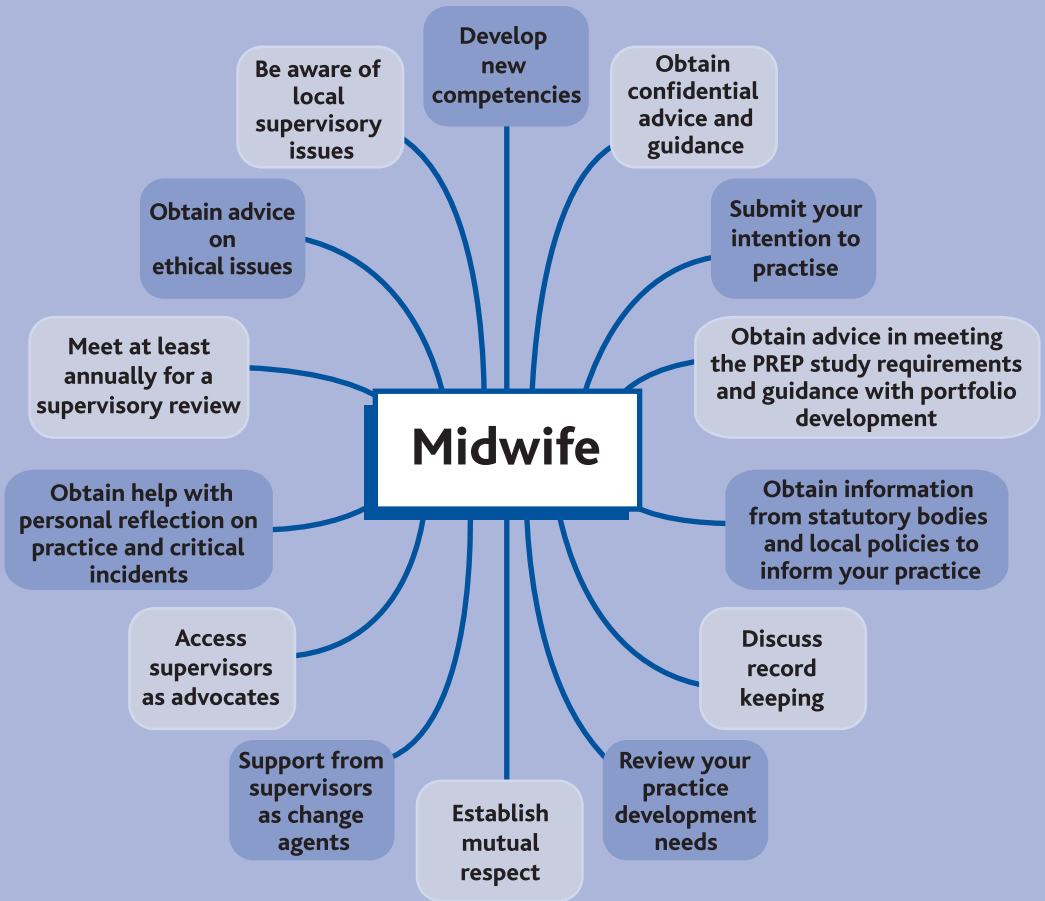 Develop
new
competencies
Obtain
confidential
advice and
guidance
Submit your
intention to
practise
Obtain advice in meeting
the PREP study requirements
and guidance with portfolio
development
Obtain information
from statutory bodies
and local policies to
inform your practice
Discuss
record
keeping
Review your
practice
development
needs
Establish
mutual
respect
Support from
supervisors
as change
agents
Access
supervisors
as advocates
Obtain help with
personal reflection on
practice and critical
incidents
Meet at least
annually for a
supervisory review
Obtain advice
on
ethical issues
Be aware of
local
supervisory
issues
Midwife